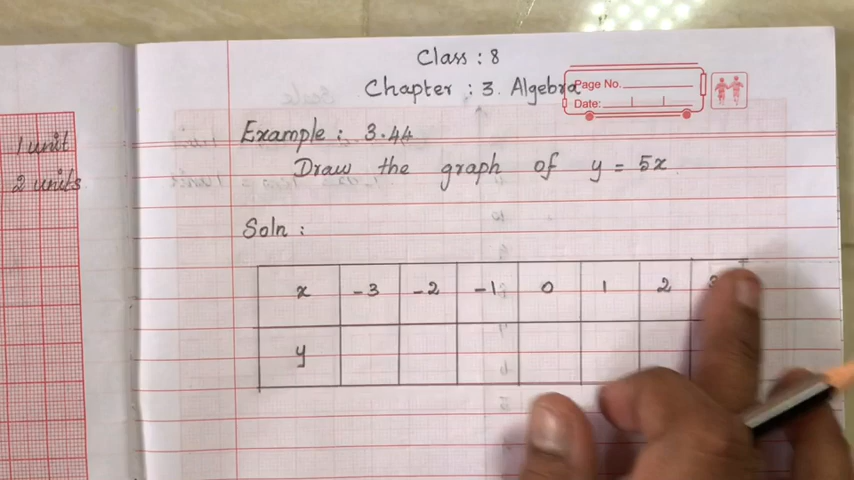 Class : 8
Chapter : 3. Algebra
Page No.
Date:
1 unit
2 units
Example : 3.44
Draw the graph of y = 5x
Soln :
x -3 -2 -1 0 1 2 3
y